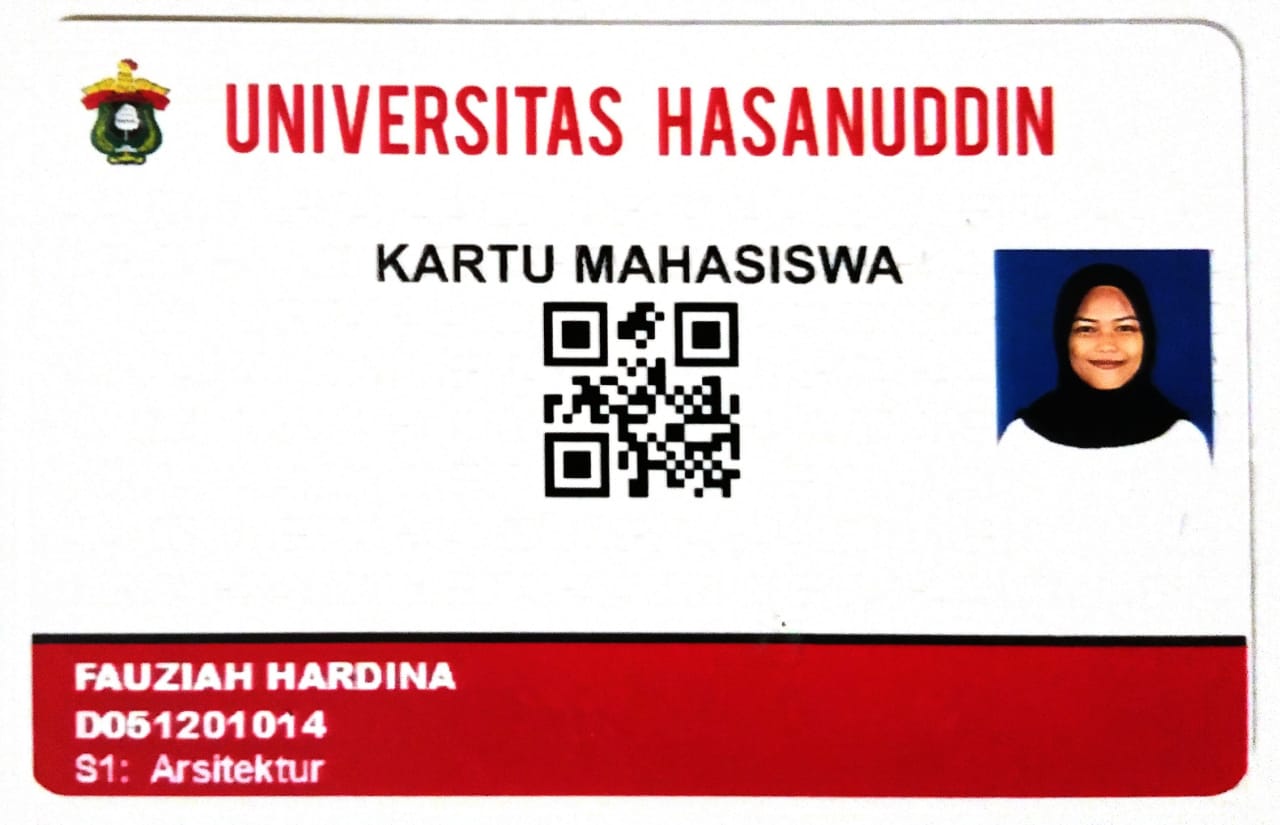 UNIVERSITAS HASANUDDIN
KARTU MAHASISWA
FAUZIAH HARDINA
D051201014
S1: Arsitektur